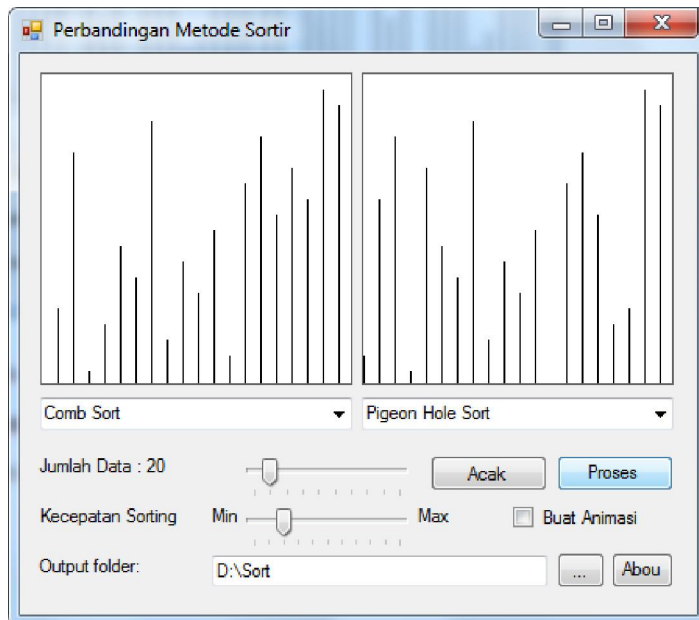 Perbandingan Metode Sortir
Comb Sort
Pigeon Hole Sort
Jumlah Data : 20
Acak
Proses
Kecepatan Sorting
Min
Max
Buat Animasi
Output folder:
D:\Sort
...
Abou